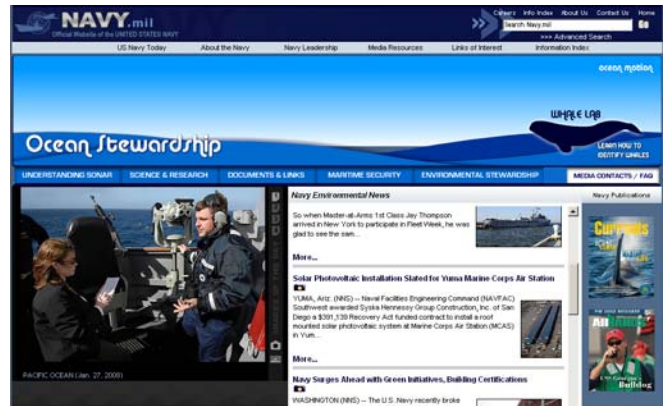 NAVY.mil
Official Website of the UNITED STATES NAVY
Careers Info Index About Us Contact Us Home
Search Navy.mil
Go
>>> Advanced Search
US Navy Today About the Navy Navy Leadership Media Resources Links of Interest Information Index
ocean motion
WHALE LAB
Ocean Stewardship
LEARN HOW TO
IDENTIFY WHALES
UNDERSTANDING SONAR SCIENCE & RESEARCH DOCUMENTS & LINKS MARITIME SECURITY ENVIRONMENTAL STEWARDSHIP MEDIA CONTACTS / FAQ
Navy Environmental News
Navy Publications
So when Master-at-Arms 1st Class Jay Thompson
arrived in New York to participate in Fleet Week, he was
glad to see the sam...
More...
Currents
Solar Photovoltaic Installation Slated for Yuma Marine Corps Air Station
YUMA, Ariz. (NNS) -- Naval Facilities Engineering Command (NAVFAC)
Southwest awarded Syska Hennessy Group Construction, Inc. of San
Diego a $391,139 Recovery Act funded contract to install a roof
mounted solar photovoltaic system at Marine Corps Air Station (MCAS)
in Yum...
More...
ALL HANDS
Bulldog
PACIFIC OCEAN (Jan. 27, 2008)
Navy Surges Ahead with Green Initiatives, Building Certifications
WASHINGTON (NNS) -- The U.S. Navy recently broke